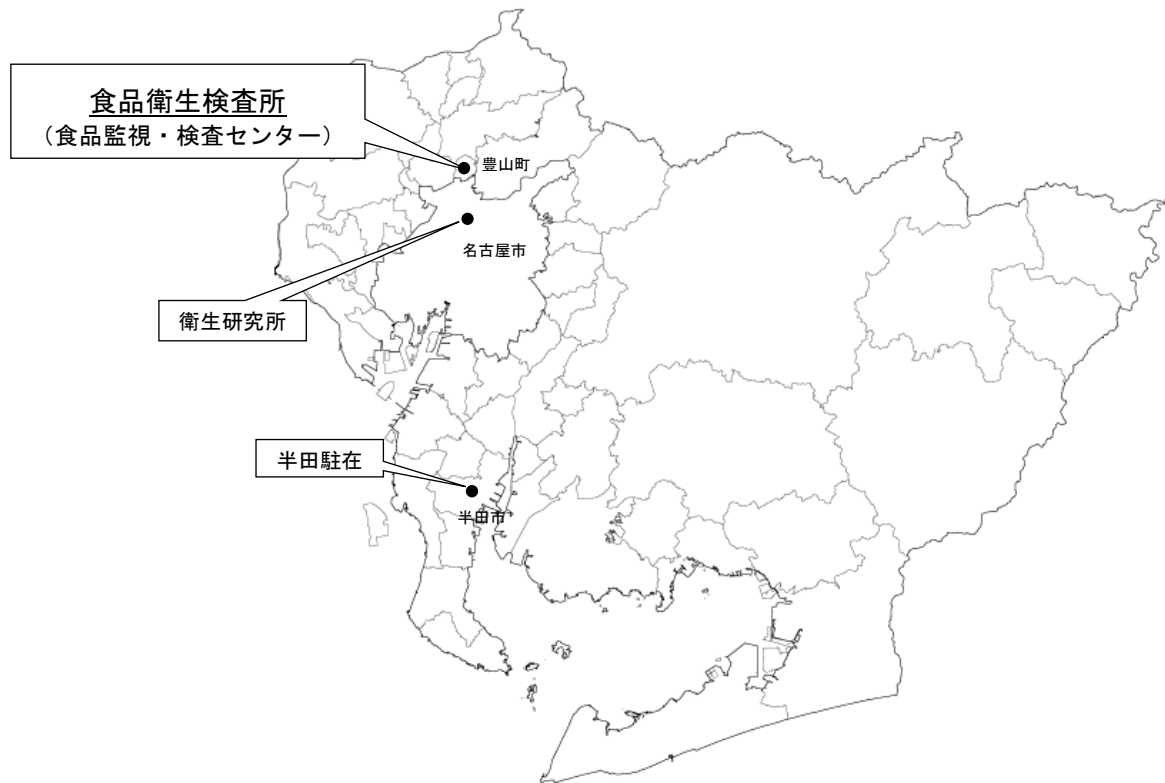 食品衛生検査所
（食品監視・検査センター）
豊山町
名古屋市
衛生研究所
半田駐在
半田市